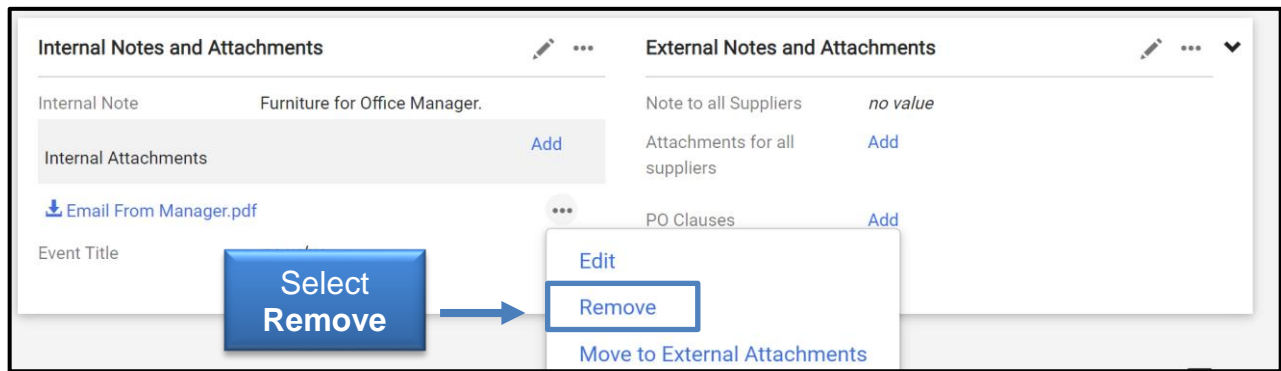 Internal Notes and Attachments
Internal Note Furniture for Office Manager.
Internal Attachments Add
Email From Manager.pdf
Event Title
External Notes and Attachments
Note to all Suppliers no value
Attachments for all Add
suppliers
PO Clauses Add
Edit
Remove
Move to External Attachments
Select
Remove